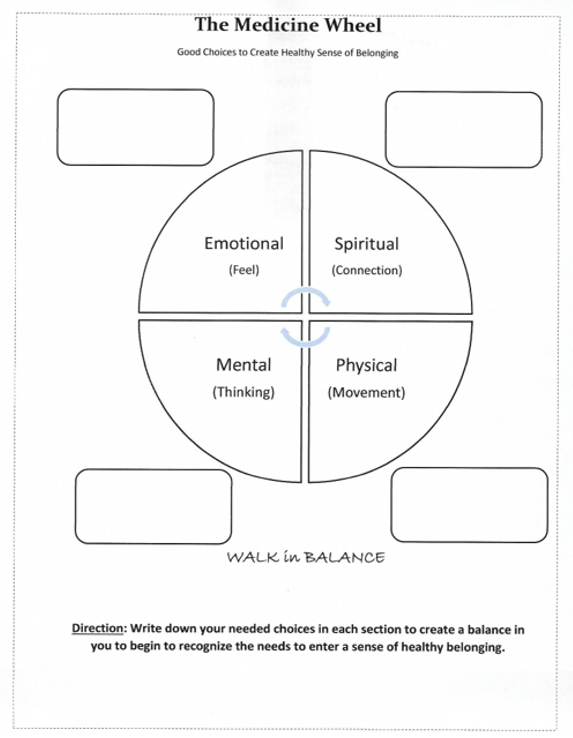 The Medicine Wheel
Good Choices to Create Healthy Sense of Belonging
Emotional
(Feel)
Spiritual
(Connection)
Mental
(Thinking)
Physical
(Movement)
WALK in BALANCE
Direction: Write down your needed choices in each section to create a balance in
you to begin to recognize the needs to enter a sense of healthy belonging.